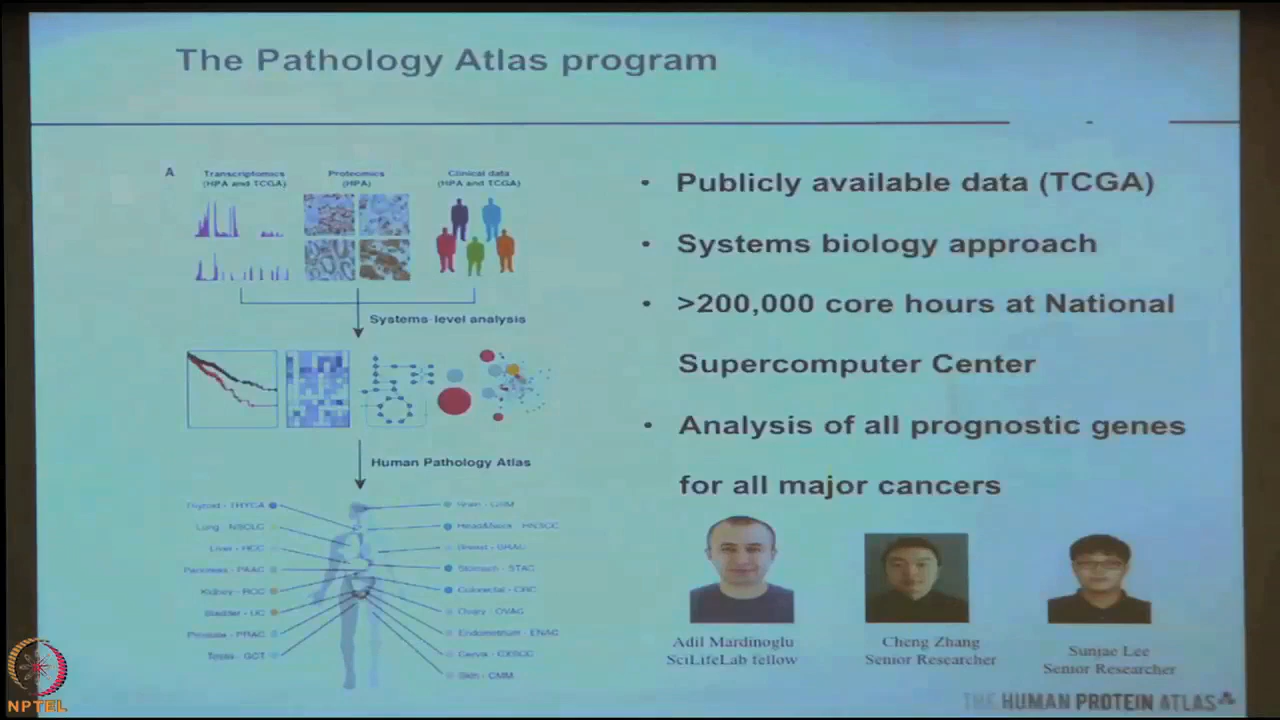 The Pathology Atlas program
A
Transcriptomics
(HPA and TCGA)
Proteomics
(HPA)
Clinical data
(HPA and TCGA)
Systems-level analysis
Human Pathology Atlas
Thyroid - THYCA
Lung - NSCLC
Liver - HCC
Pancreas - PAAC
Kidney - RCC
Bladder - UC
Prostate - PRAC
Testis - GCT
Brain - GBM
Head&Neck - HNSCC
Breast - BRAC
Stomach - STAC
Colorectal - CRC
Ovary - OVAC
Endometrium - ENAC
Cervix - CXSCC
Skin - CMM
• Publicly available data (TCGA)
• Systems biology approach
• >200,000 core hours at National
Supercomputer Center
• Analysis of all prognostic genes
for all major cancers
Adil Mardinoglu
SciLifeLab fellow
Cheng Zhang
Senior Researcher
Sunjae Lee
Senior Researcher
THE HUMAN PROTEIN ATLAS
NPTEL